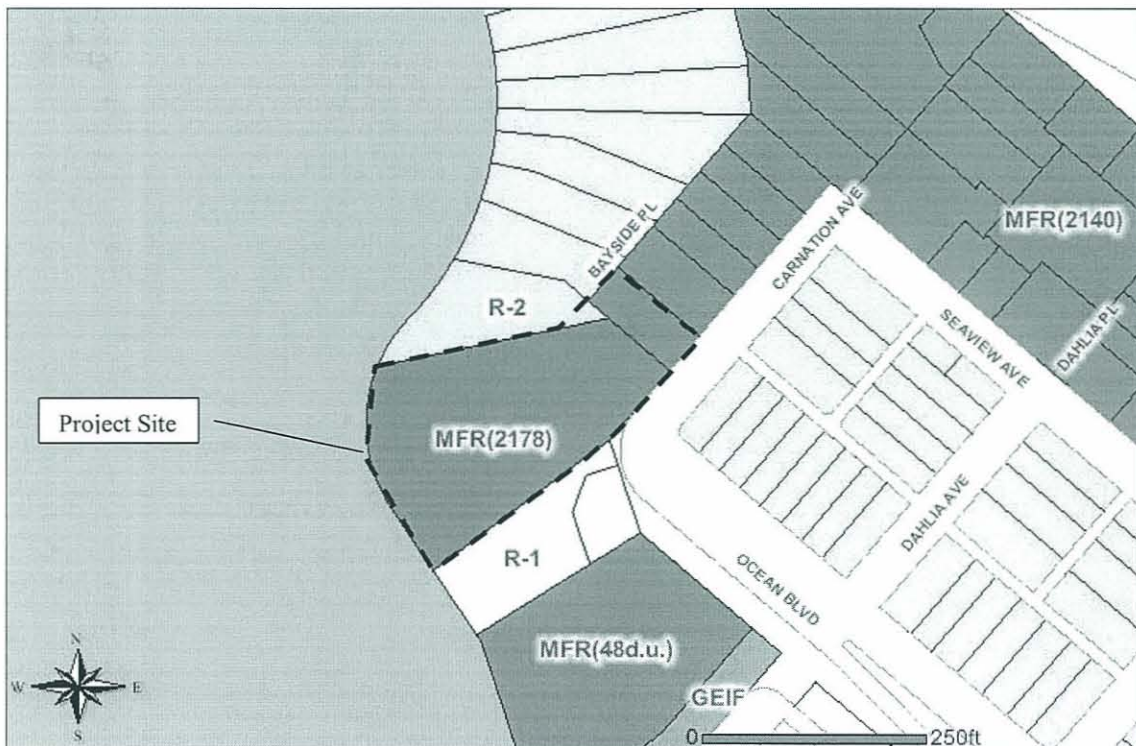 BAYSIDE PL
CARNATION AVE
MFR(2140)
SEAVIEW AVE
DAHLIA PL
R-2
Project Site
MFR(2178)
DAHLIA AVE
R-1
OCEAN BLVD
MFR(48d.u.)
GEIF
N
W E
S
0 250ft